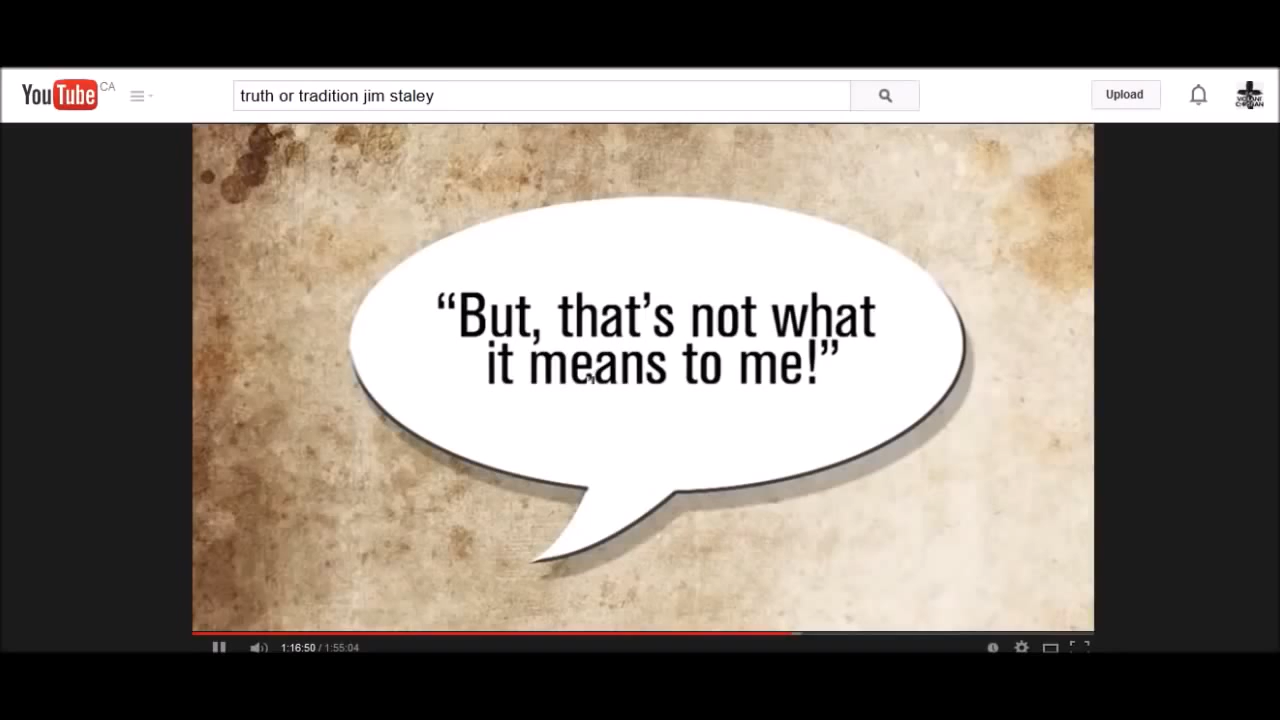 YouTube CA
truth or tradition jim staley
Upload
“But, that’s not what
it means to me!”
1:16:50 / 1:55:04